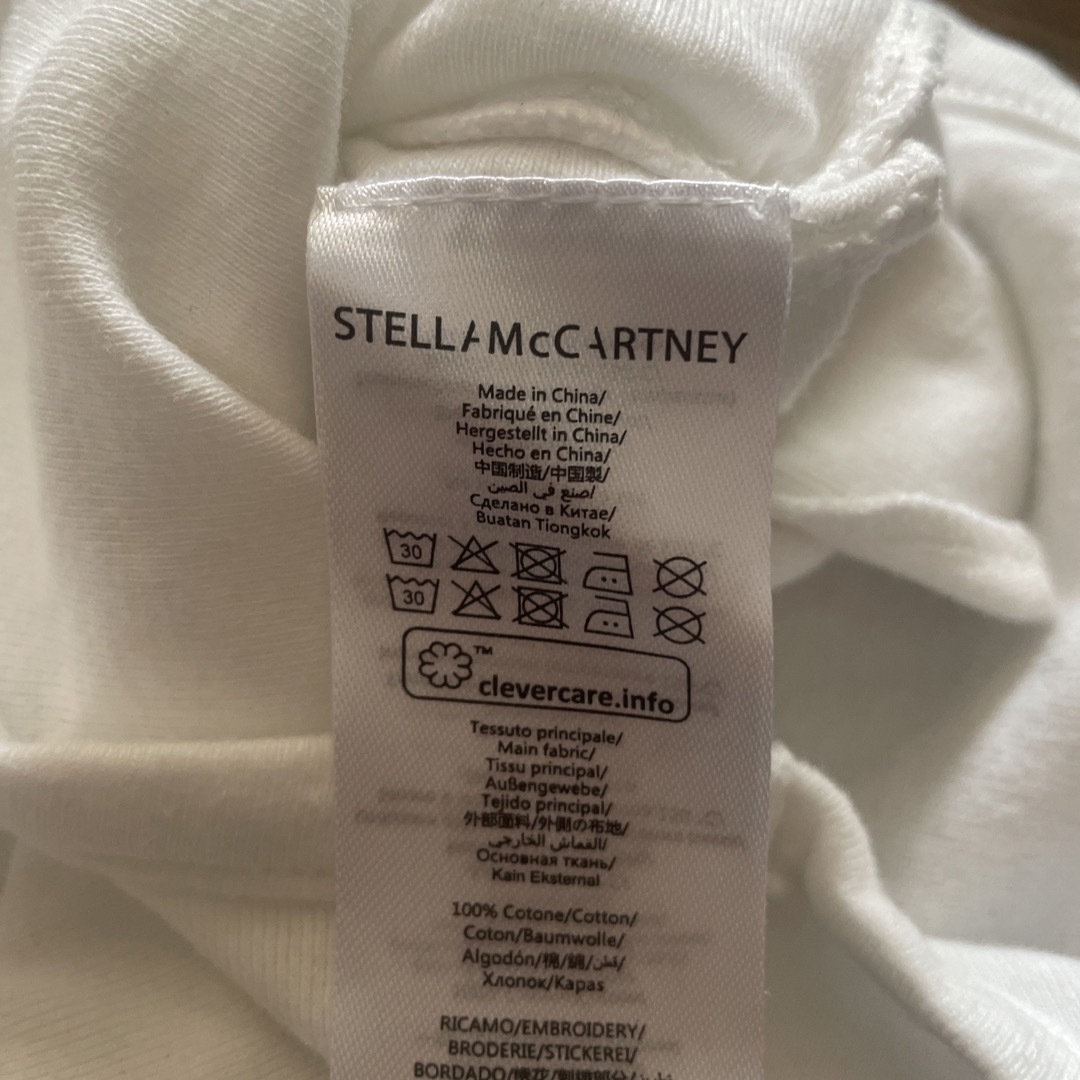 STELLA McCARTNEY
Made in China/
Fabriqué en Chine/
Hergestellt in China/
Hecho en China/
中国制造/中国製/
صنع في الصين/
Сделано в Китае/
Buatan Tiongkok
30
30
™
clevercare.info
Tessuto principale/
Main fabric/
Tissu principal/
Außengewebe/
Tejido principal/
外部面料/外側の布地/
القماش الخارجي/
Основная ткань/
Kain Eksternal
100% Cotone/Cotton/
Coton/Baumwolle/
Algodón/棉/綿/قطن/
Хлопок/Kapas
RICAMO/EMBROIDERY/
BRODERIE/STICKEREI/
BORDADO/